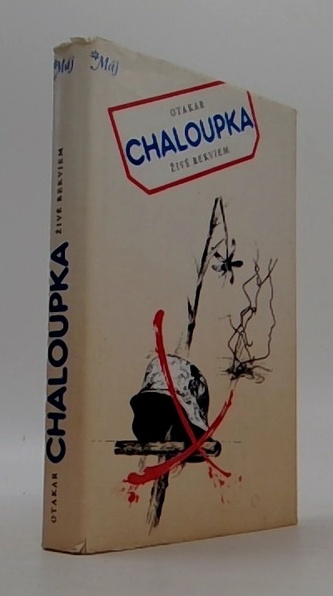 Máj
Máj
OTAKAR
CHALOUPKA
ŽIVÉ REKVIEM
OTAKAR CHALOUPKA ŽIVÉ REKVIEM